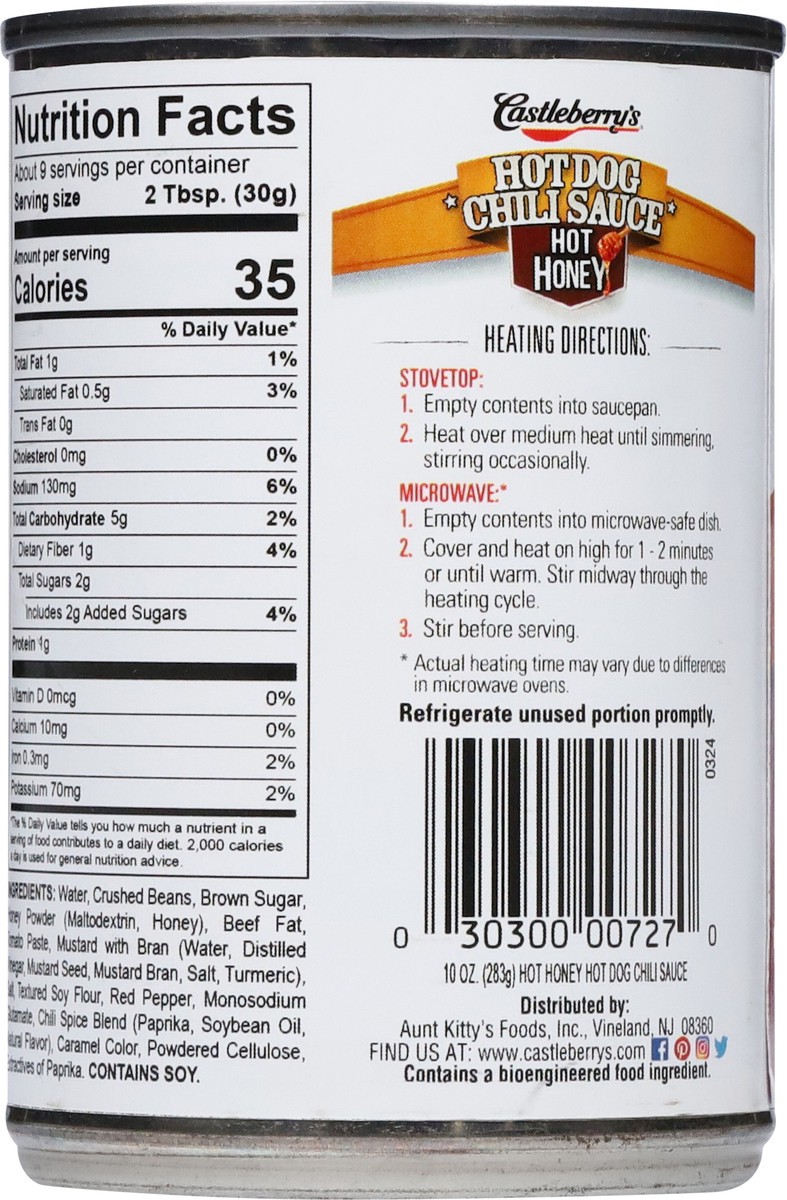 Nutrition Facts
About 9 servings per container
Serving size 2 Tbsp. (30g)
Amount per serving
Calories 35
% Daily Value*
Total Fat 1g 1%
Saturated Fat 0.5g 3%
Trans Fat 0g
Cholesterol 0mg 0%
Sodium 130mg 6%
Total Carbohydrate 5g 2%
Dietary Fiber 1g 4%
Total Sugars 2g
Includes 2g Added Sugars 4%
Protein 1g
Vitamin D 0mcg 0%
Calcium 10mg 0%
Iron 0.3mg 2%
Potassium 70mg 2%
*The % Daily Value tells you how much a nutrient in a
serving of food contributes to a daily diet. 2,000 calories
a day is used for general nutrition advice.
INGREDIENTS: Water, Crushed Beans, Brown Sugar,
Honey Powder (Maltodextrin, Honey), Beef Fat,
Tomato Paste, Mustard with Bran (Water, Distilled
Vinegar, Mustard Seed, Mustard Bran, Salt, Turmeric),
Salt, Textured Soy Flour, Red Pepper, Monosodium
Glutamate, Chili Spice Blend (Paprika, Soybean Oil,
Natural Flavor), Caramel Color, Powdered Cellulose,
Extractives of Paprika. CONTAINS SOY.
Castleberry's
HOT DOG
CHILI SAUCE
HOT
HONEY
HEATING DIRECTIONS:
STOVETOP:
1. Empty contents into saucepan.
2. Heat over medium heat until simmering,
stirring occasionally.
MICROWAVE:*
1. Empty contents into microwave-safe dish.
2. Cover and heat on high for 1 - 2 minutes
or until warm. Stir midway through the
heating cycle.
3. Stir before serving.
* Actual heating time may vary due to differences
in microwave ovens.
Refrigerate unused portion promptly.
0324
0 30300 00727 0
10 OZ. (283g) HOT HONEY HOT DOG CHILI SAUCE
Distributed by:
Aunt Kitty's Foods, Inc., Vineland, NJ 08360
FIND US AT: www.castleberrys.com
Contains a bioengineered food ingredient.